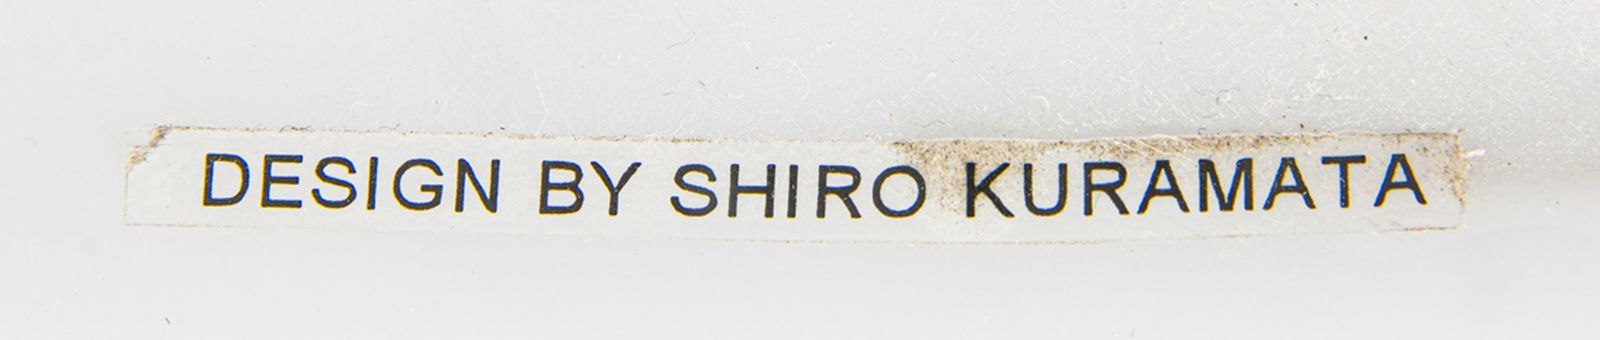 DESIGN BY SHIRO KURAMATA